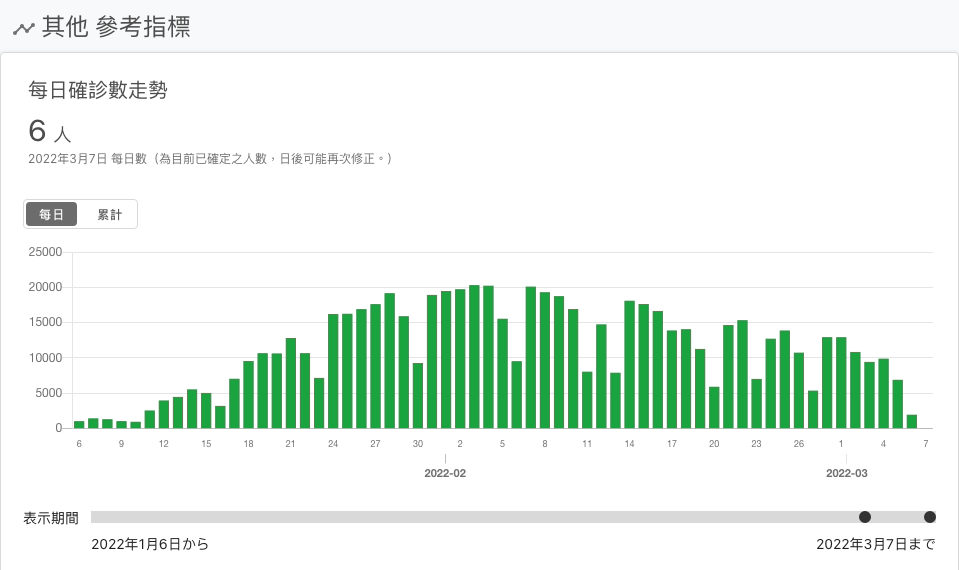 其他 參考指標
每日確診數走勢
6 人
2022年3月7日 每日數（為目前已確定之人數，日後可能再次修正。）
每日 累計
25000
20000
15000
10000
5000
0
6 9 12 15 18 21 24 27 30 2 5 8 11 14 17 20 23 26 1 4 7
2022-02 2022-03
表示期間
2022年1月6日から 2022年3月7日まで